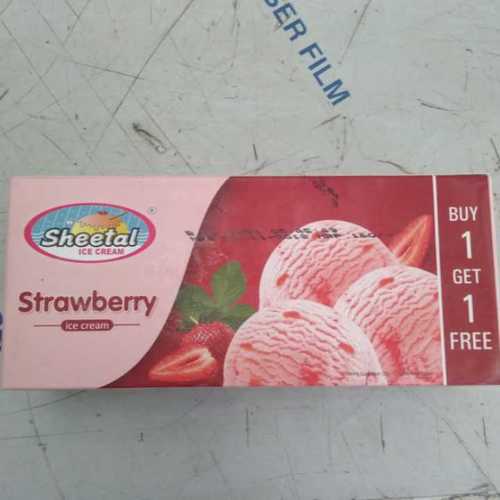 SER FILM
Sheetal
ICE CREAM
Strawberry
ice cream
BUY
1
GET
1
FREE